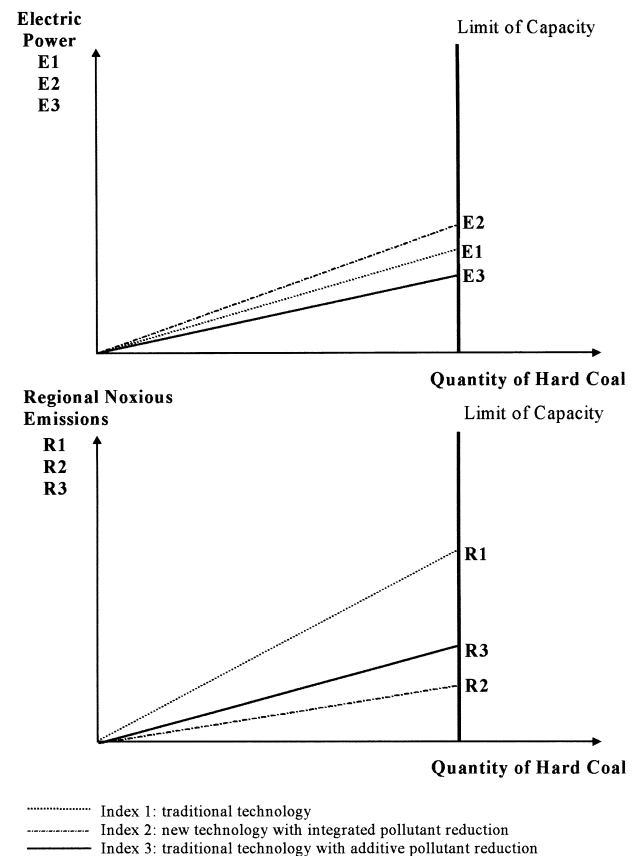 Electric
Power
E1
E2
E3
Limit of Capacity
E2
E1
E3
Quantity of Hard Coal
Regional Noxious
Emissions
R1
R2
R3
Limit of Capacity
R1
R3
R2
Quantity of Hard Coal
Index 1: traditional technology
Index 2: new technology with integrated pollutant reduction
Index 3: traditional technology with additive pollutant reduction